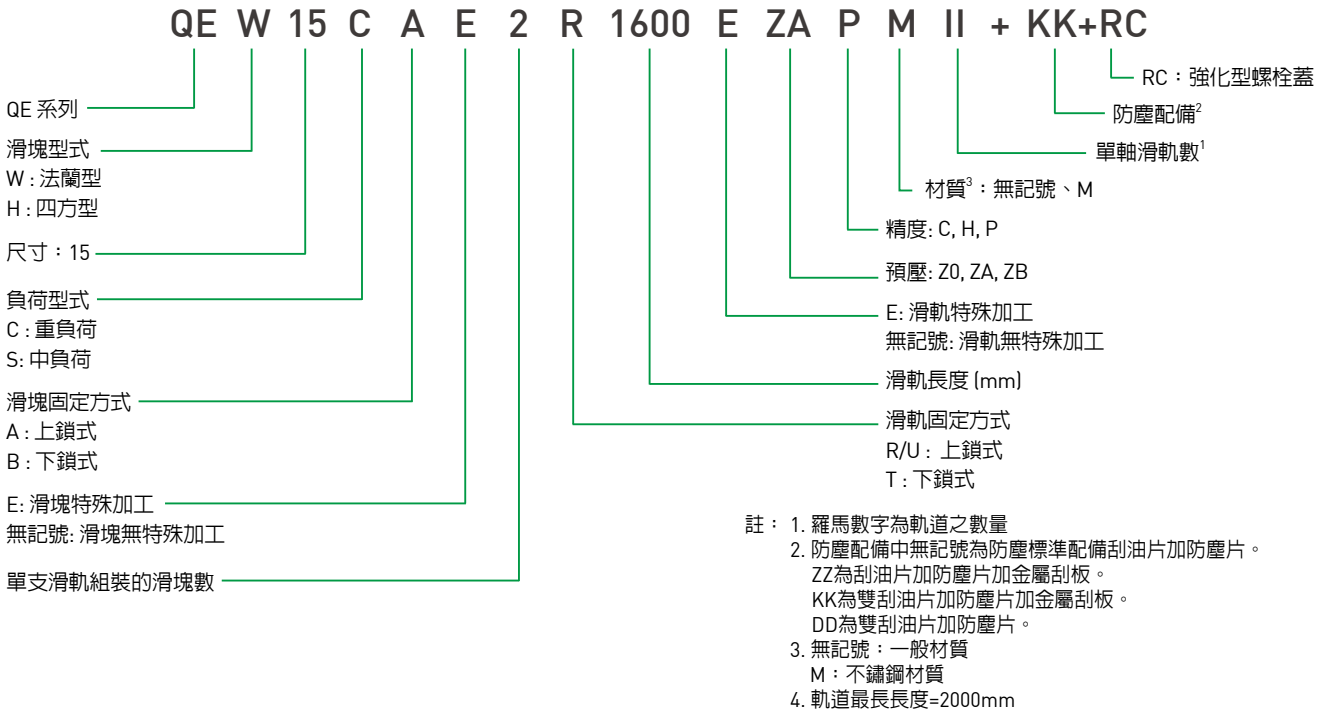 QE W 15 C A E 2 R 1600 E ZA P M II + KK+RC
QE 系列
滑塊型式
W : 法蘭型
H : 四方型
尺寸：15
負荷型式
C : 重負荷
S: 中負荷
滑塊固定方式
A : 上鎖式
B : 下鎖式
E: 滑塊特殊加工
無記號: 滑塊無特殊加工
單支滑軌組裝的滑塊數
RC：強化型螺栓蓋
防塵配備²
單軸滑軌數¹
材質³：無記號、M
精度: C, H, P
預壓: Z0, ZA, ZB
E: 滑軌特殊加工
無記號: 滑軌無特殊加工
滑軌長度 (mm)
滑軌固定方式
R/U : 上鎖式
T : 下鎖式
註： 1. 羅馬數字為軌道之數量
2. 防塵配備中無記號為防塵標準配備刮油片加防塵片。
ZZ為刮油片加防塵片加金屬刮板。
KK為雙刮油片加防塵片加金屬刮板。
DD為雙刮油片加防塵片。
3. 無記號：一般材質
M：不鏽鋼材質
4. 軌道最長長度=2000mm